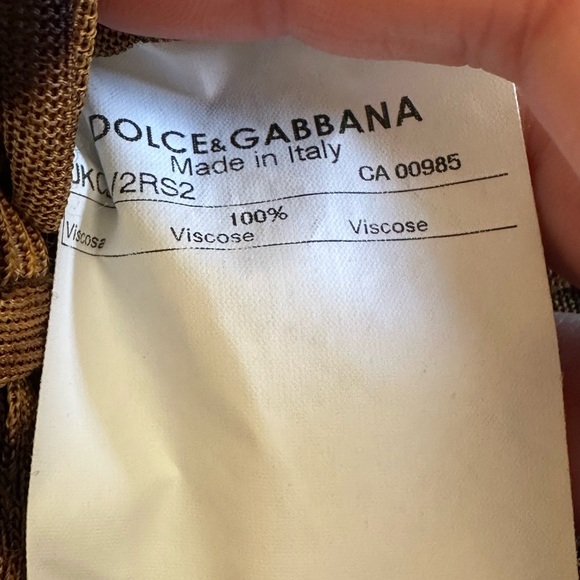 DOLCE&GABBANA
Made in Italy
CA 00985
100%
Viscose Viscose Viscose